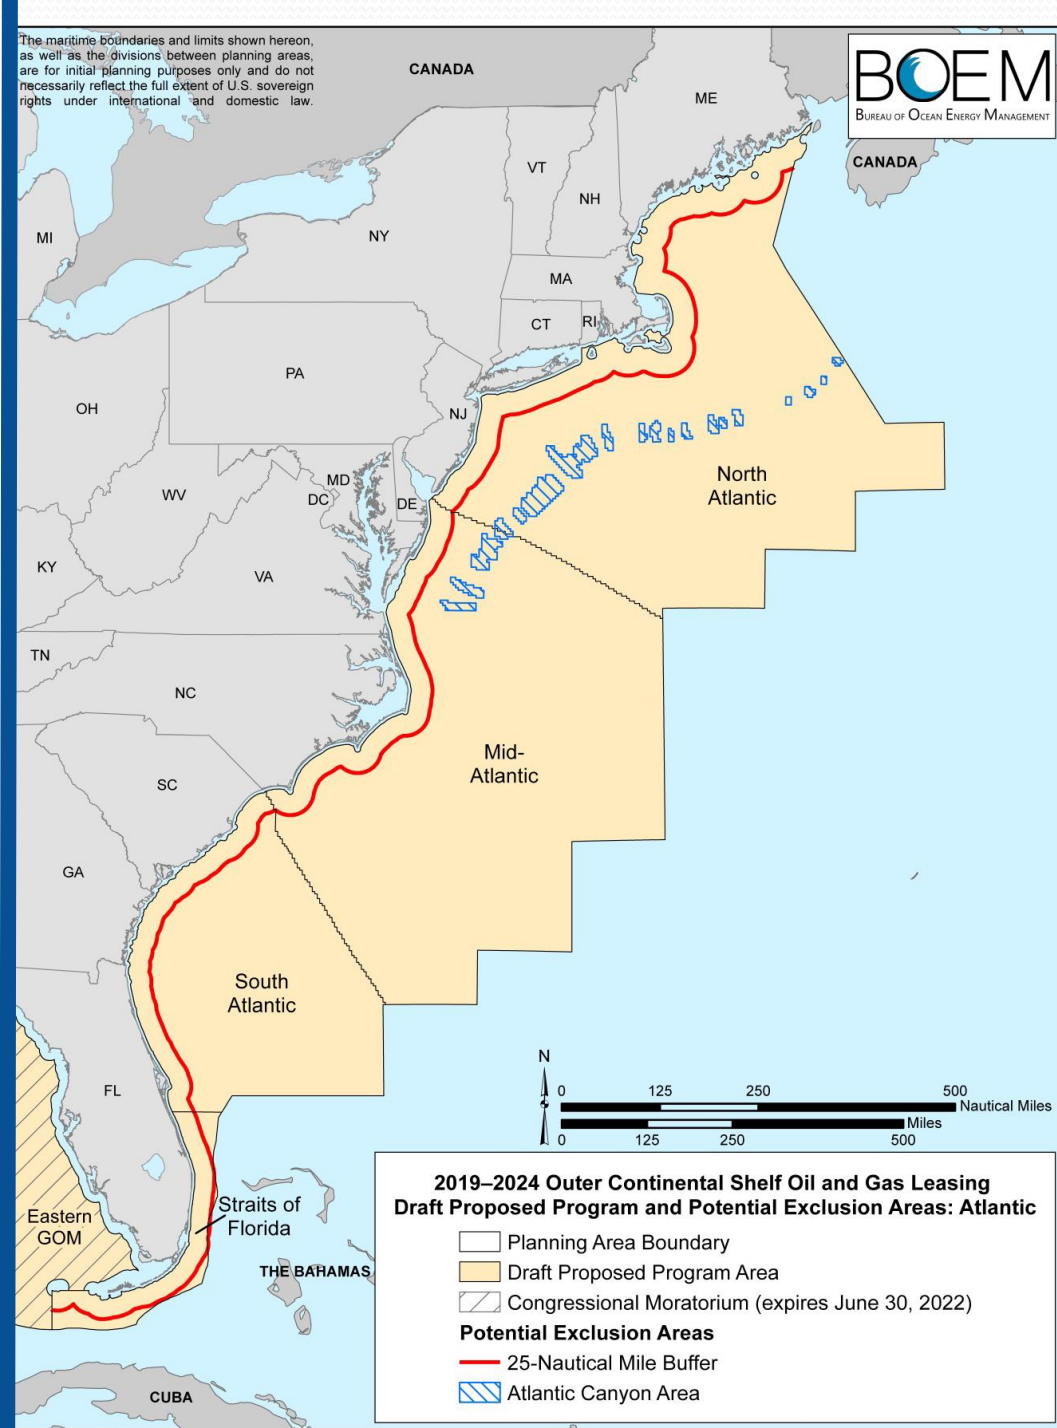 The maritime boundaries and limits shown hereon,
as well as the divisions between planning areas,
are for initial planning purposes only and do not
necessarily reflect the full extent of U.S. sovereign
rights under international and domestic law.
CANADA
BOEM
BUREAU OF OCEAN ENERGY MANAGEMENT
ME
CANADA
VT
NH
MI
NY
MA
CT
RI
PA
OH
NJ
MD
DC
DE
WV
North
Atlantic
KY
VA
TN
NC
Mid-
Atlantic
SC
GA
South
Atlantic
FL
N
0 125 250 500
Nautical Miles
Miles
0 125 250 500
Straits of
Florida
Eastern
GOM
THE BAHAMAS
CUBA
2019–2024 Outer Continental Shelf Oil and Gas Leasing
Draft Proposed Program and Potential Exclusion Areas: Atlantic
Planning Area Boundary
Draft Proposed Program Area
Congressional Moratorium (expires June 30, 2022)
Potential Exclusion Areas
25-Nautical Mile Buffer
Atlantic Canyon Area